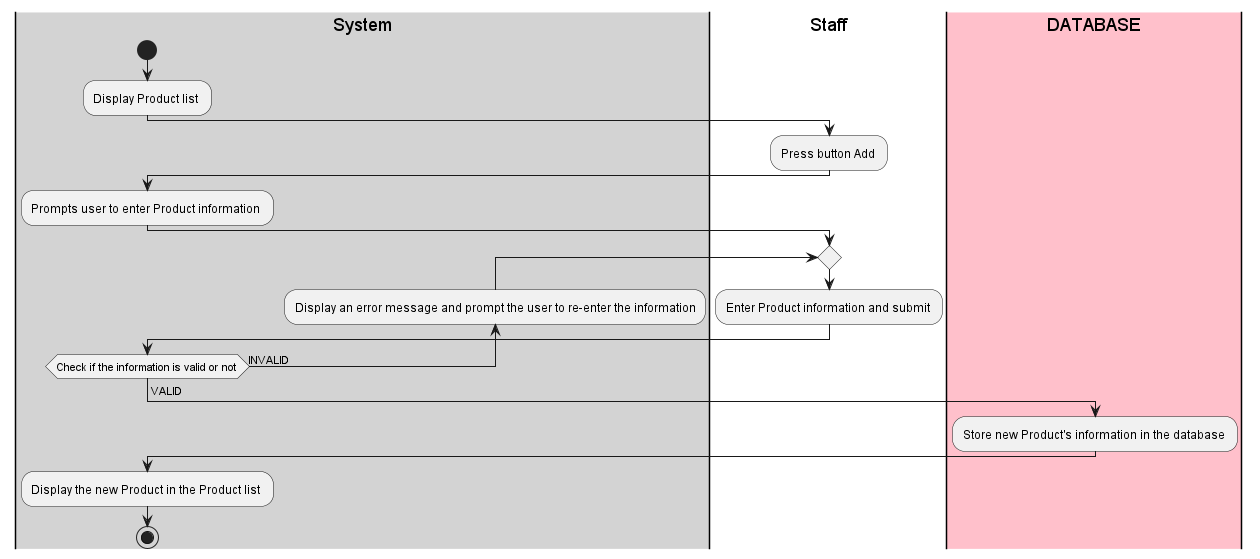 System
Staff
DATABASE
Display Product list
Press button Add
Prompts user to enter Product information
Display an error message and prompt the user to re-enter the information
Enter Product information and submit
Check if the information is valid or not
INVALID
VALID
Store new Product's information in the database
Display the new Product in the Product list